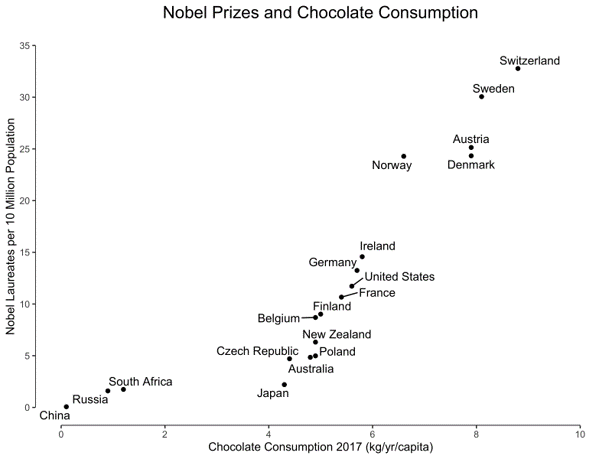 Nobel Prizes and Chocolate Consumption
Nobel Laureates per 10 Million Population
35
30
25
20
15
10
5
0
Switzerland
Sweden
Austria
Norway
Denmark
Ireland
Germany
United States
France
Finland
Belgium
New Zealand
Czech Republic
Poland
Australia
South Africa
Japan
Russia
China
0
2
4
6
8
10
Chocolate Consumption 2017 (kg/yr/capita)